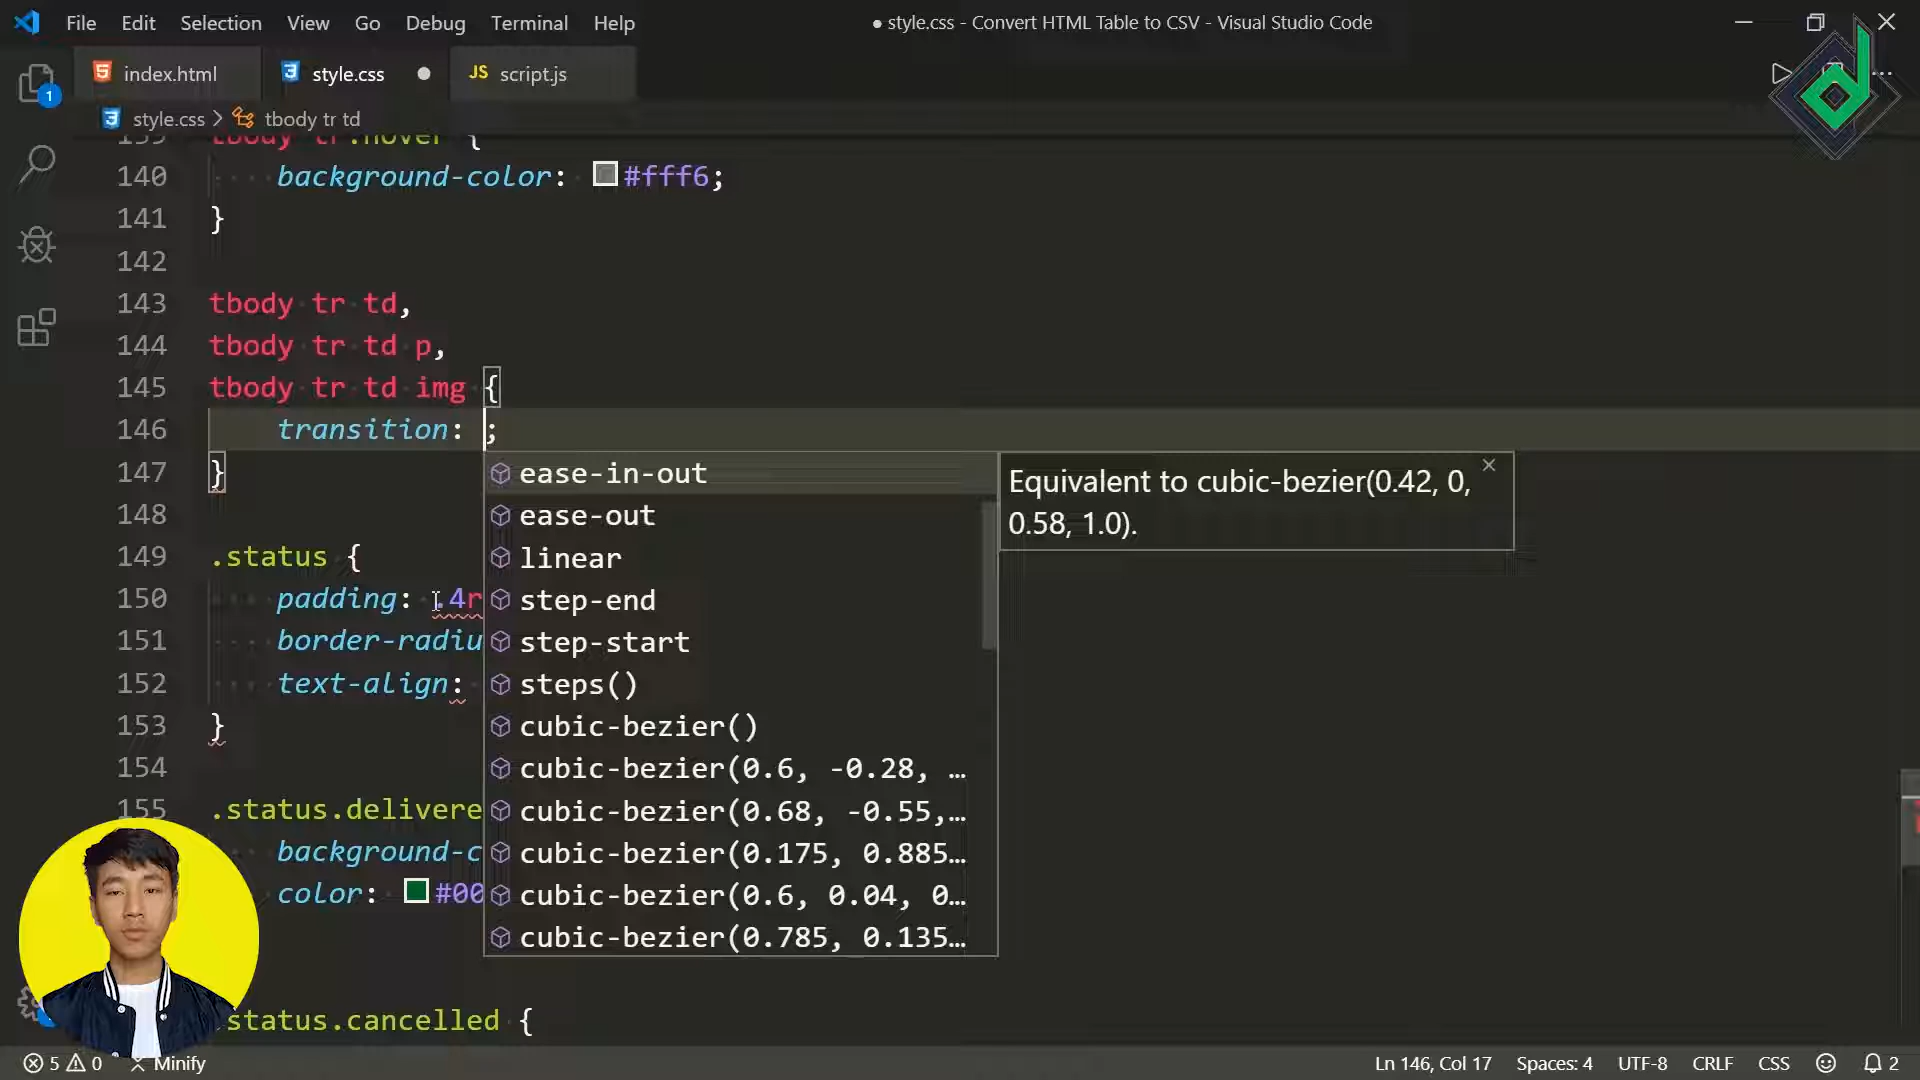 File Edit Selection View Go Debug Terminal Help
● style.css - Convert HTML Table to CSV - Visual Studio Code
index.html style.css ● JS script.js
1
style.css > tbody tr td
139 tbody tr:hover {
140 background-color: #fff6;
141 }
142
143 tbody tr td,
144 tbody tr td p,
145 tbody tr td img {
146 transition: ;
147 }
148
149 .status {
150 padding: .4r
151 border-radiu
152 text-align:
153 }
154
155 .status.delivere
background-c
color: #00
status.cancelled {
ease-in-out
ease-out
linear
step-end
step-start
steps()
cubic-bezier()
cubic-bezier(0.6, -0.28, …
cubic-bezier(0.68, -0.55,…
cubic-bezier(0.175, 0.885…
cubic-bezier(0.6, 0.04, 0…
cubic-bezier(0.785, 0.135…
Equivalent to cubic-bezier(0.42, 0,
0.58, 1.0).
5 0 Minify Ln 146, Col 17 Spaces: 4 UTF-8 CRLF CSS 2